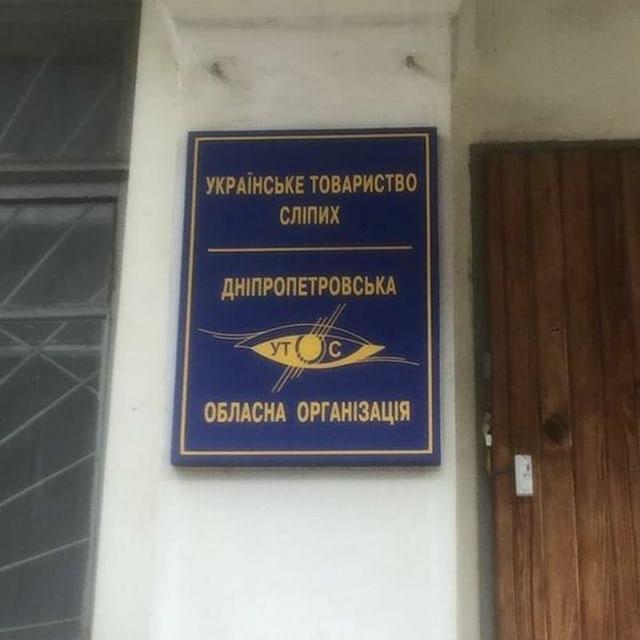 УКРАЇНСЬКЕ ТОВАРИСТВО
СЛІПИХ
ДНІПРОПЕТРОВСЬКА
УТОС
ОБЛАСНА ОРГАНІЗАЦІЯ